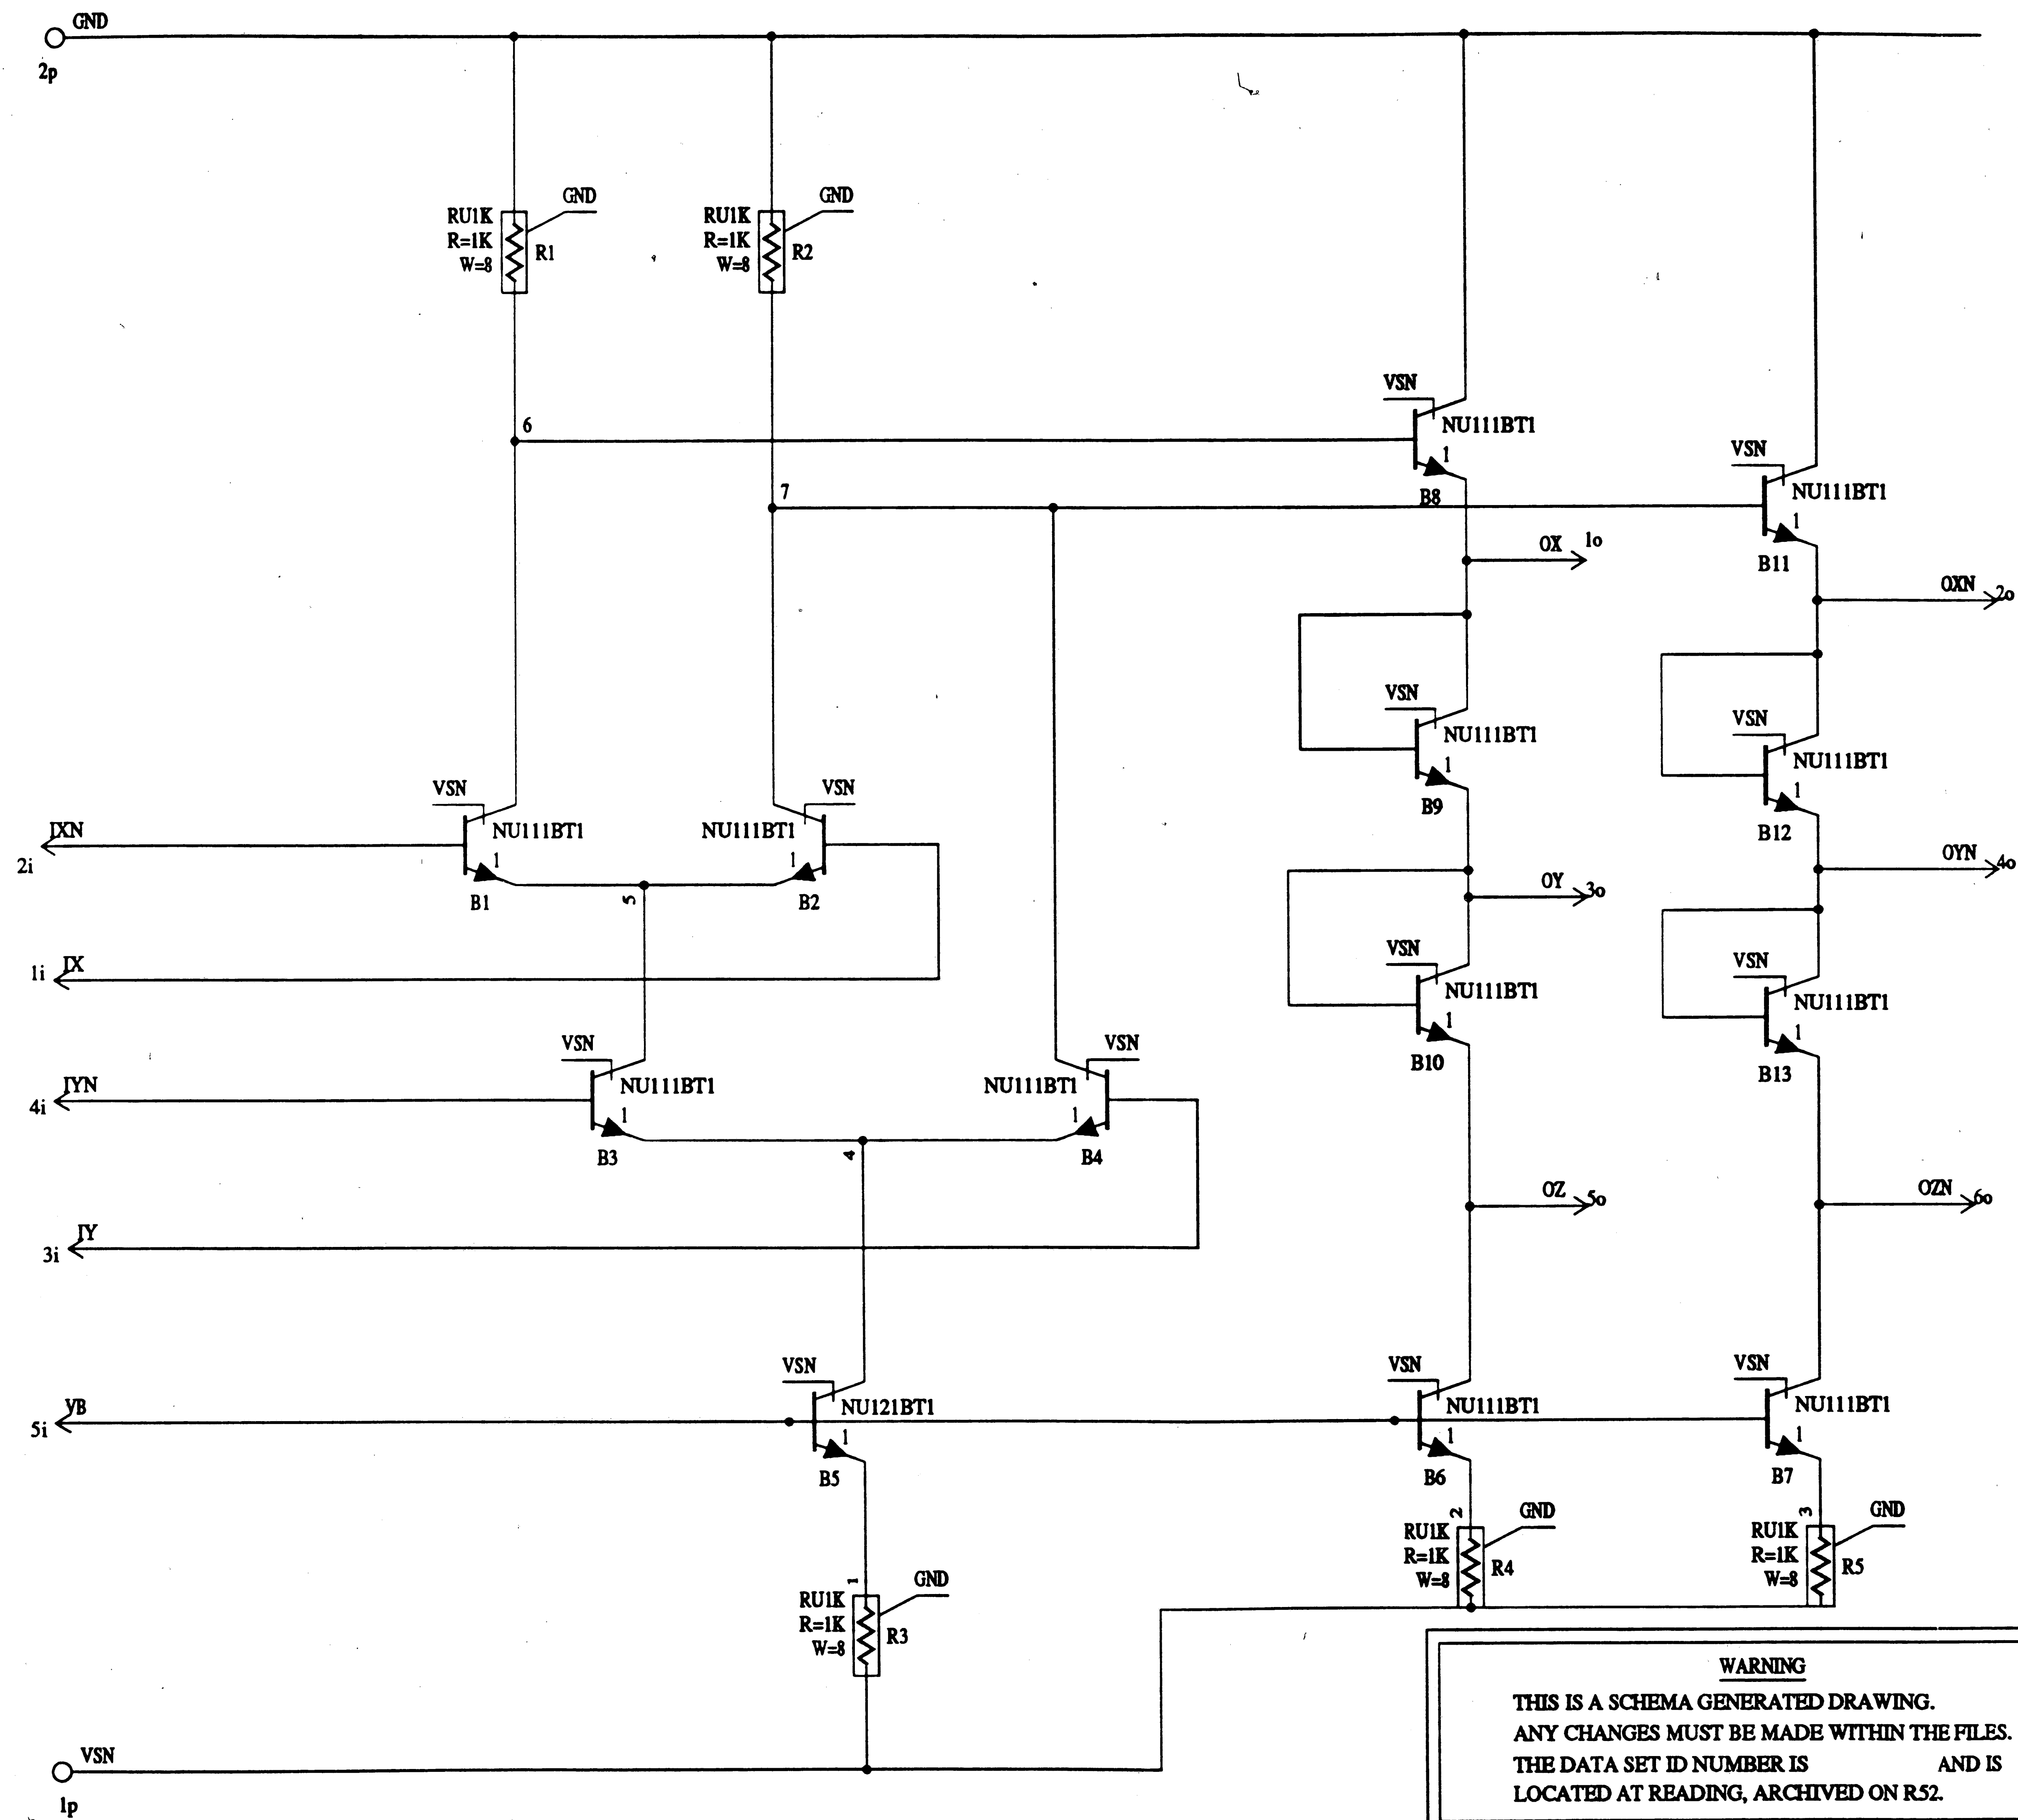 GND
2p
GND
GND
RU1K
R=1K
W=8
R1
RU1K
R=1K
W=8
R2
VSN
NU111BT1
1
B8
6
VSN
NU111BT1
1
B11
7
OX 1o
OXN 2o
VSN
NU111BT1
1
B9
VSN
NU111BT1
1
B12
VSN
NU111BT1
1
B1
VSN
NU111BT1
1
B2
IXN
2i
5
OY 3o
OYN 4o
IX
1i
VSN
NU111BT1
1
B10
VSN
NU111BT1
1
B13
VSN
NU111BT1
1
B3
VSN
NU111BT1
1
B4
IYN
4i
4
OZ 5o
OZN 6o
IY
3i
VSN
NU121BT1
1
B5
VSN
NU111BT1
1
B6
VSN
NU111BT1
1
B7
VB
5i
2
GND
RU1K
R=1K
W=8
R4
3
GND
RU1K
R=1K
W=8
R5
1
GND
RU1K
R=1K
W=8
R3
VSN
1p
WARNING
THIS IS A SCHEMA GENERATED DRAWING.
ANY CHANGES MUST BE MADE WITHIN THE FILES.
THE DATA SET ID NUMBER IS AND IS
LOCATED AT READING, ARCHIVED ON R52.